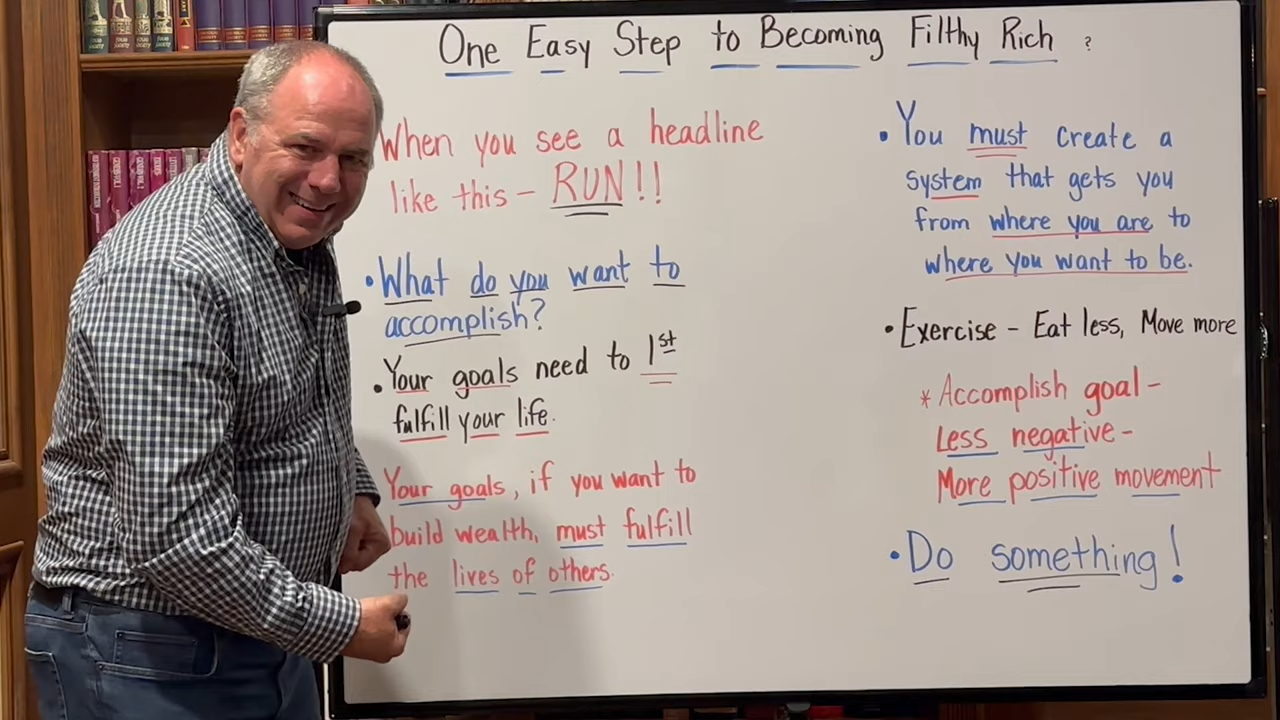 One Easy Step to Becoming Filthy Rich ?
When you see a headline
like this – RUN!!
• What do you want to
accomplish?
• Your goals need to 1st
fulfill your life.
Your goals, if you want to
build wealth, must fulfill
the lives of others.
• You must create a
system that gets you
from where you are to
where you want to be.
• Exercise – Eat less, Move more
* Accomplish goal –
Less negative –
More positive movement
• Do something!